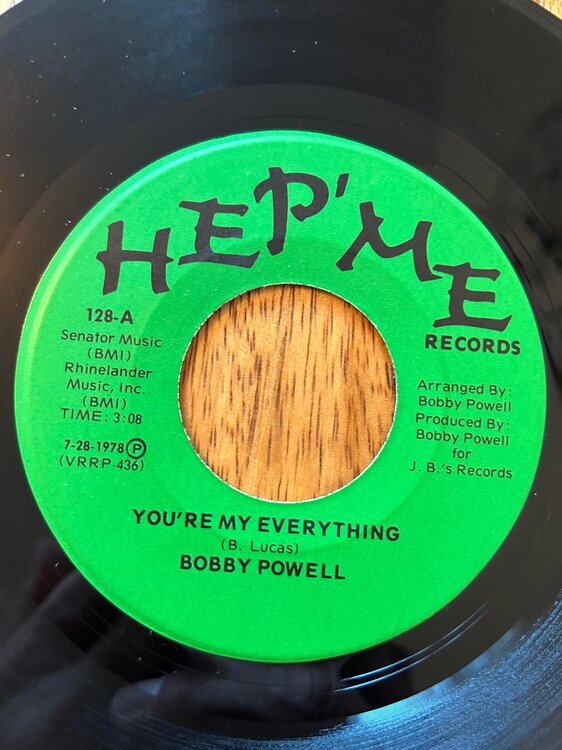 HEP' ME
RECORDS
128-A
Senator Music
(BMI)
Rhinelander
Music, Inc.
(BMI)
TIME: 3:08
7-28-1978 Ⓟ
(VRRP-436)
Arranged By:
Bobby Powell
Produced By:
Bobby Powell
for
J. B.'s Records
YOU'RE MY EVERYTHING
(B. Lucas)
BOBBY POWELL